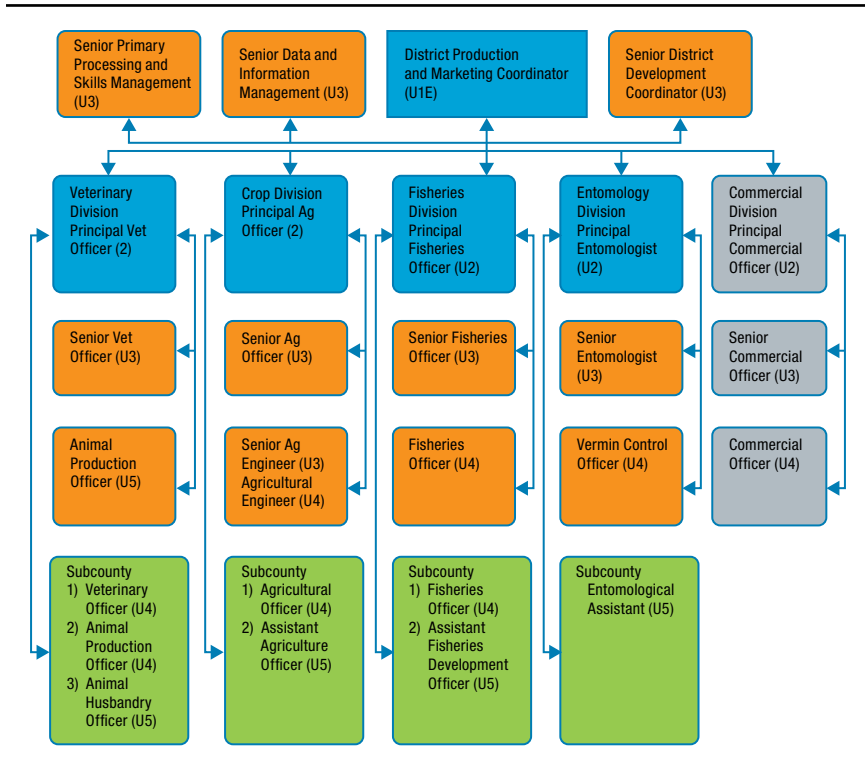 Senior Primary
Processing and
Skills Management
(U3)
Senior Data and
Information
Management (U3)
District Production
and Marketing Coordinator
(U1E)
Senior District
Development
Coordinator (U3)
Veterinary
Division
Principal Vet
Officer (2)
Crop Division
Principal Ag
Officer (2)
Fisheries
Division
Principal
Fisheries
Officer (U2)
Entomology
Division
Principal
Entomologist
(U2)
Commercial
Division
Principal
Commercial
Officer (U2)
Senior Vet
Officer (U3)
Senior Ag
Officer (U3)
Senior Fisheries
Officer (U3)
Senior
Entomologist
(U3)
Senior
Commercial
Officer (U3)
Animal
Production
Officer (U5)
Senior Ag
Engineer (U3)
Agricultural
Engineer (U4)
Fisheries
Officer (U4)
Vermin Control
Officer (U4)
Commercial
Officer (U4)
Subcounty
1) Veterinary
Officer (U4)
2) Animal
Production
Officer (U4)
3) Animal
Husbandry
Officer (U5)
Subcounty
1) Agricultural
Officer (U4)
2) Assistant
Agriculture
Officer (U5)
Subcounty
1) Fisheries
Officer (U4)
2) Assistant
Fisheries
Development
Officer (U5)
Subcounty
Entomological
Assistant (U5)